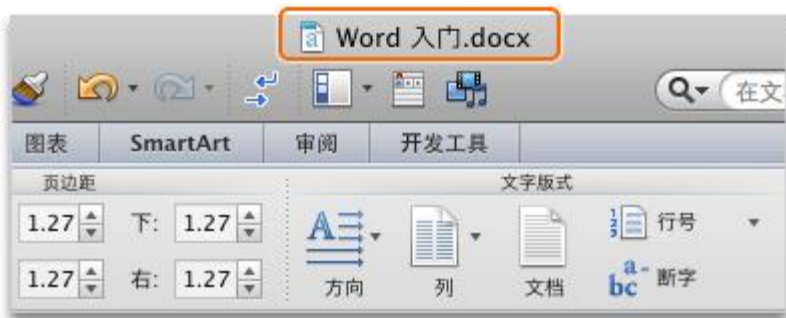 Word 入门.docx
在文
图表 SmartArt 审阅 开发工具
页边距 文字版式
1.27 下: 1.27 行号
1.27 右: 1.27 方向 列 文档 断字